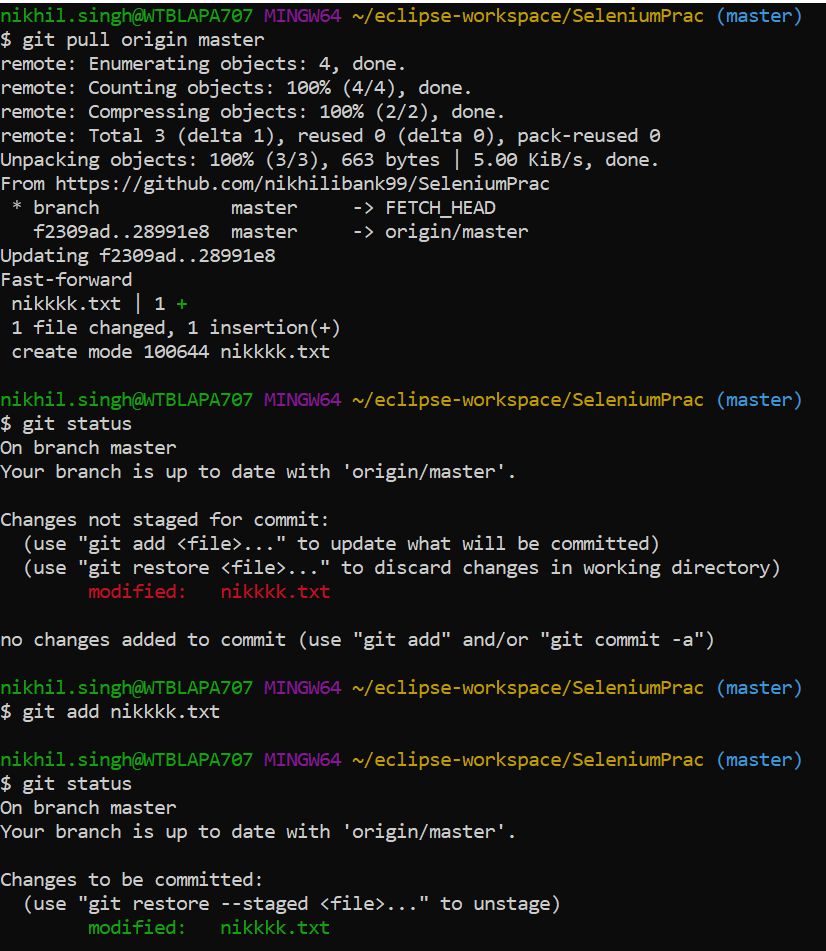 nikhil.singh@WTBLAPA707 MINGW64 ~/eclipse-workspace/SeleniumPrac (master)
$ git pull origin master
remote: Enumerating objects: 4, done.
remote: Counting objects: 100% (4/4), done.
remote: Compressing objects: 100% (2/2), done.
remote: Total 3 (delta 1), reused 0 (delta 0), pack-reused 0
Unpacking objects: 100% (3/3), 663 bytes | 5.00 KiB/s, done.
From https://github.com/nikhilibank99/SeleniumPrac
 * branch            master     -> FETCH_HEAD
   f2309ad..28991e8  master     -> origin/master
Updating f2309ad..28991e8
Fast-forward
 nikkkk.txt | 1 +
 1 file changed, 1 insertion(+)
 create mode 100644 nikkkk.txt

nikhil.singh@WTBLAPA707 MINGW64 ~/eclipse-workspace/SeleniumPrac (master)
$ git status
On branch master
Your branch is up to date with 'origin/master'.

Changes not staged for commit:
  (use "git add <file>..." to update what will be committed)
  (use "git restore <file>..." to discard changes in working directory)
        modified:   nikkkk.txt

no changes added to commit (use "git add" and/or "git commit -a")

nikhil.singh@WTBLAPA707 MINGW64 ~/eclipse-workspace/SeleniumPrac (master)
$ git add nikkkk.txt

nikhil.singh@WTBLAPA707 MINGW64 ~/eclipse-workspace/SeleniumPrac (master)
$ git status
On branch master
Your branch is up to date with 'origin/master'.

Changes to be committed:
  (use "git restore --staged <file>..." to unstage)
        modified:   nikkkk.txt